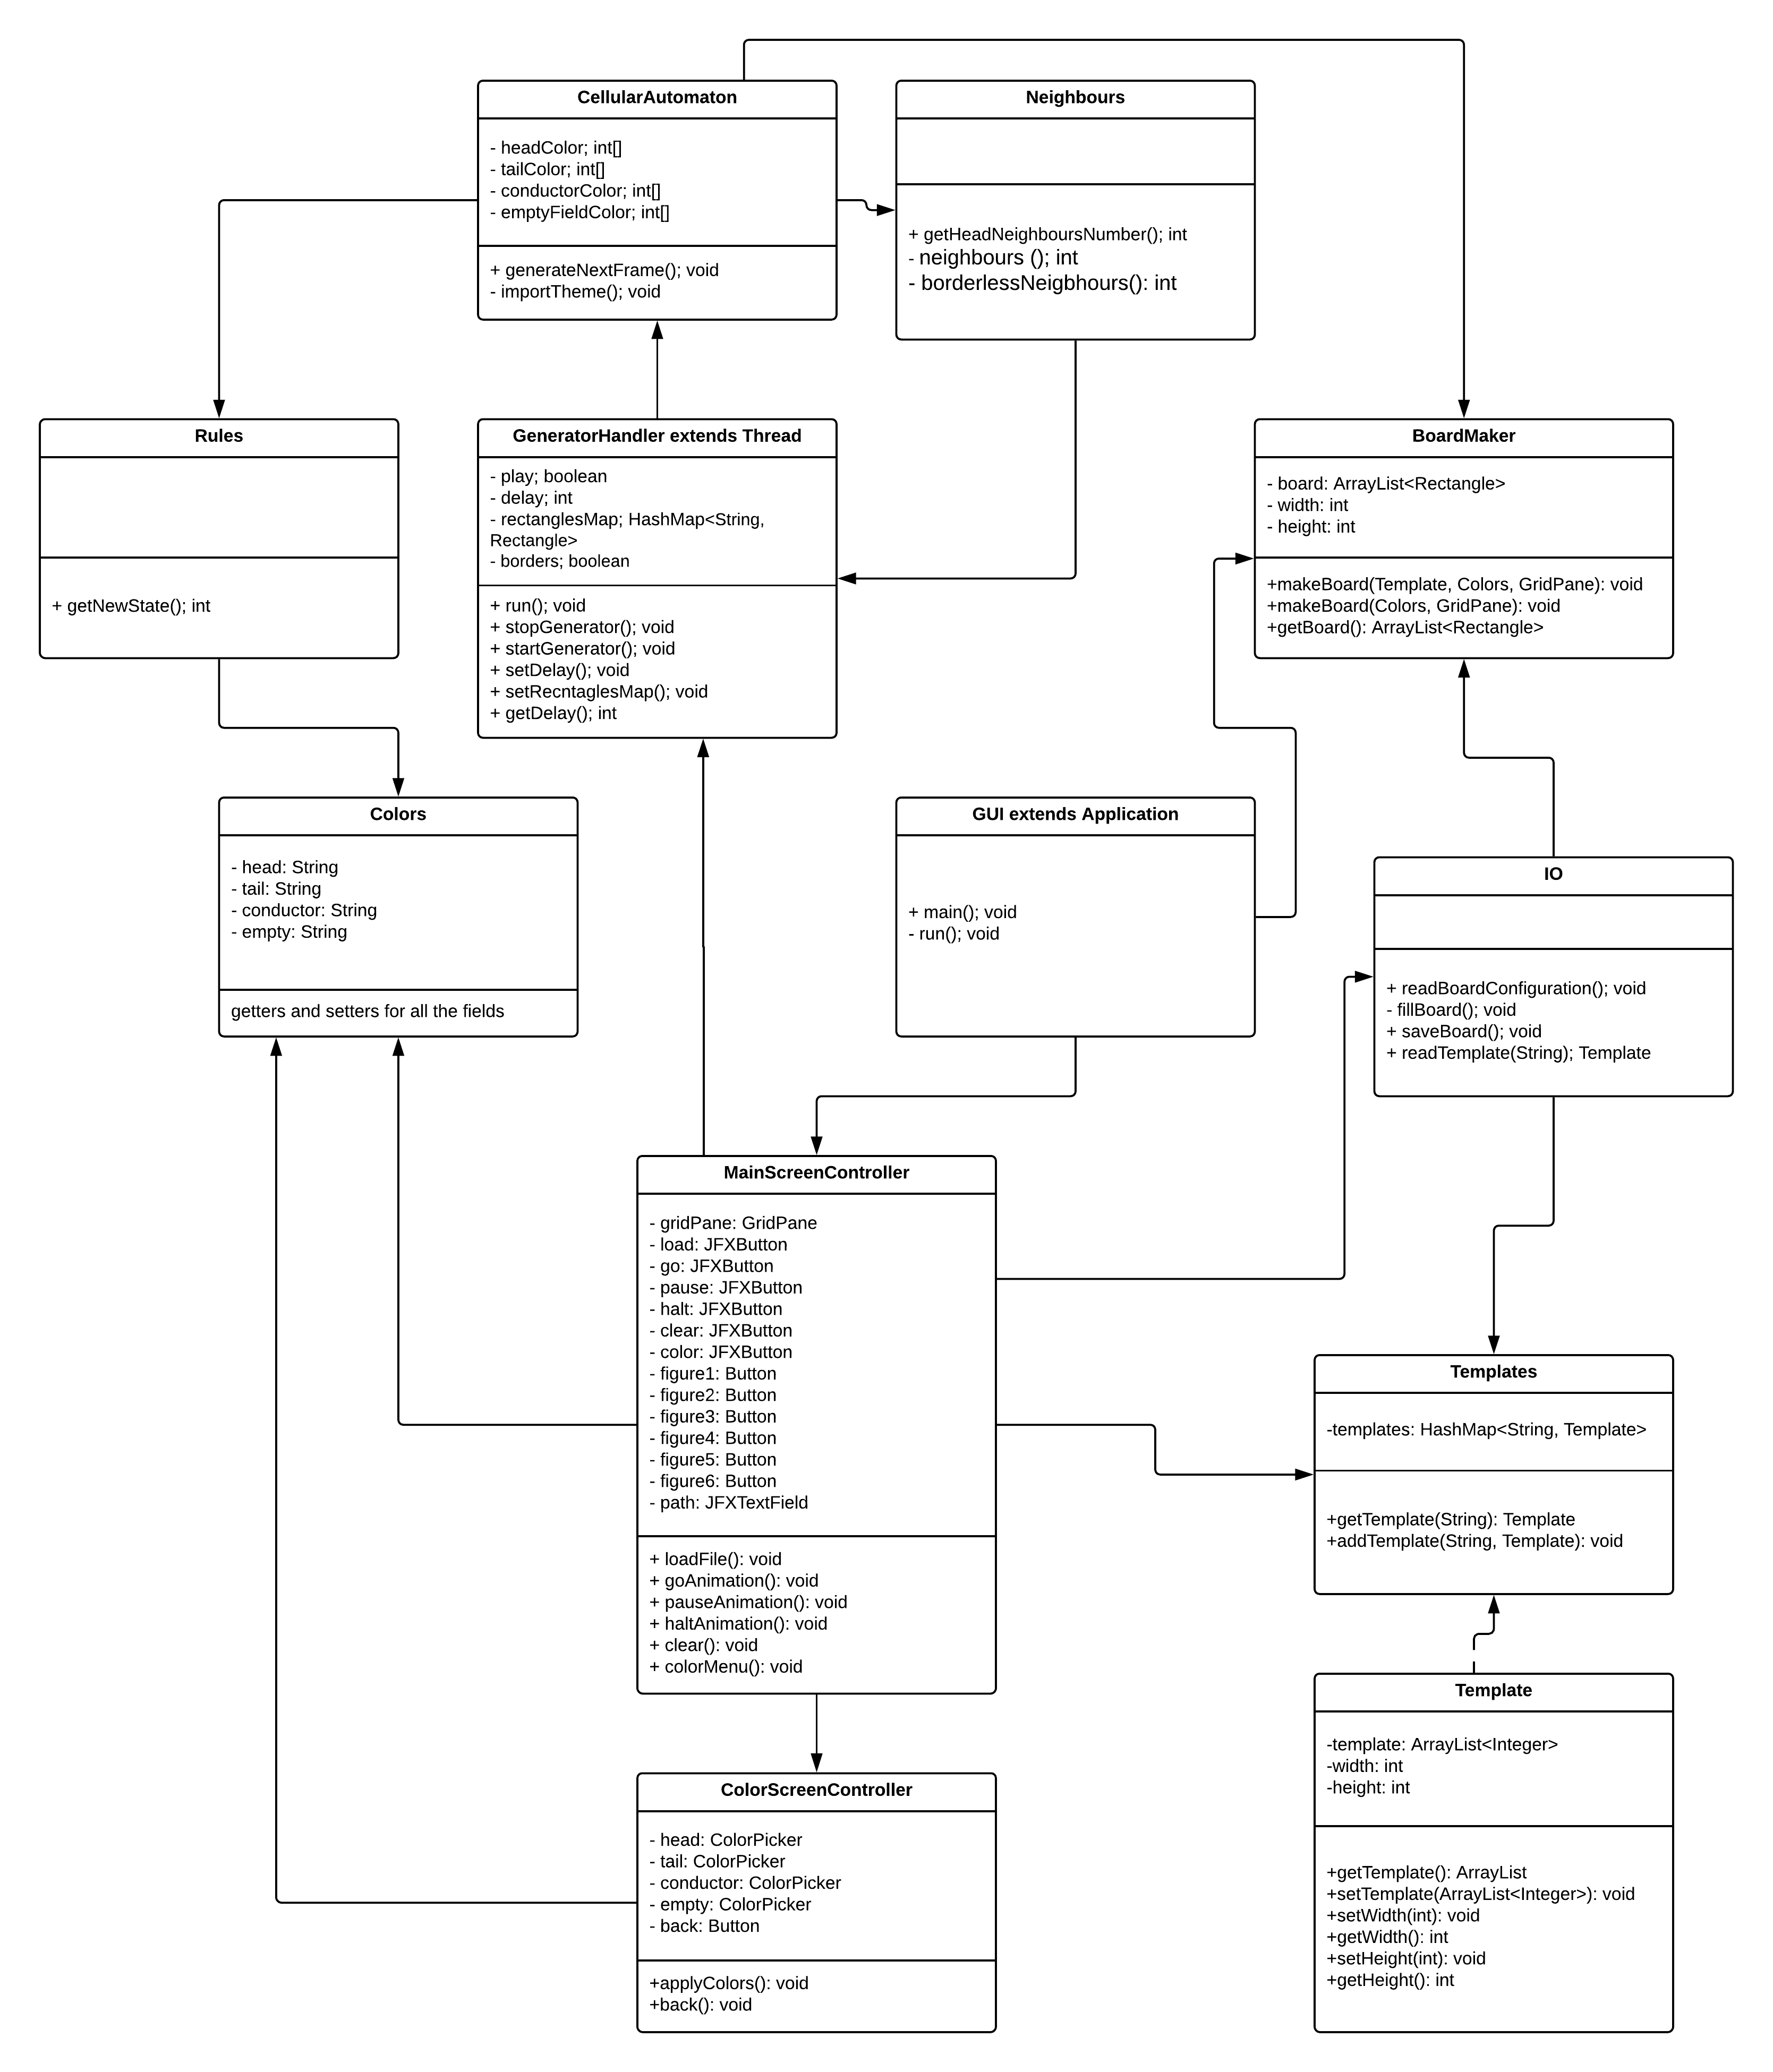 CellularAutomaton
- headColor; int[]
- tailColor; int[]
- conductorColor; int[]
- emptyFieldColor; int[]
+ generateNextFrame(); void
- importTheme(); void
Neighbours
+ getHeadNeighboursNumber(); int
- neighbours (); int
- borderlessNeigbhours(): int
Rules
+ getNewState(); int
GeneratorHandler extends Thread
- play; boolean
- delay; int
- rectanglesMap; HashMap<String,
Rectangle>
- borders; boolean
+ run(); void
+ stopGenerator(); void
+ startGenerator(); void
+ setDelay(); void
+ setRecntaglesMap(); void
+ getDelay(); int
BoardMaker
- board: ArrayList<Rectangle>
- width: int
- height: int
+makeBoard(Template, Colors, GridPane): void
+makeBoard(Colors, GridPane): void
+getBoard(): ArrayList<Rectangle>
Colors
- head: String
- tail: String
- conductor: String
- empty: String
getters and setters for all the fields
GUI extends Application
+ main(); void
- run(); void
IO
+ readBoardConfiguration(); void
- fillBoard(); void
+ saveBoard(); void
+ readTemplate(String); Template
MainScreenController
- gridPane: GridPane
- load: JFXButton
- go: JFXButton
- pause: JFXButton
- halt: JFXButton
- clear: JFXButton
- color: JFXButton
- figure1: Button
- figure2: Button
- figure3: Button
- figure4: Button
- figure5: Button
- figure6: Button
- path: JFXTextField
+ loadFile(): void
+ goAnimation(): void
+ pauseAnimation(): void
+ haltAnimation(): void
+ clear(): void
+ colorMenu(): void
Templates
-templates: HashMap<String, Template>
+getTemplate(String): Template
+addTemplate(String, Template): void
Template
-template: ArrayList<Integer>
-width: int
-height: int
+getTemplate(): ArrayList
+setTemplate(ArrayList<Integer>): void
+setWidth(int): void
+getWidth(): int
+setHeight(int): void
+getHeight(): int
ColorScreenController
- head: ColorPicker
- tail: ColorPicker
- conductor: ColorPicker
- empty: ColorPicker
- back: Button
+applyColors(): void
+back(): void